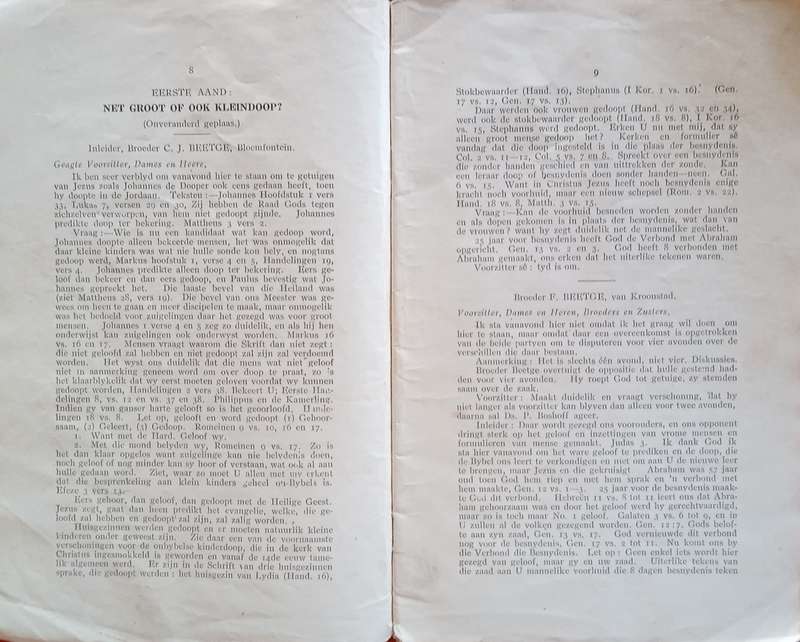 8
EERSTE AAND:
NET GROOT OF OOK KLEINDOOP?
(Onveranderd geplaas.)
Inleider, Broeder C. J. BEETGE, Bloemfontein.
Geagte Voorsitter, Dames en Heere,
Ik ben seer verblyd om vanavond hier te staan om te getuigen
van Jezus zoals Johannes de Dooper ook eens gedaan heeft, toen
hy doopte in de Jordaan. Teksten:—Johannes Hoofdstuk 1 vers
33, Lukas 7, versen 29 en 30, Zij hebben de Raad Gods tegen
zichzelven verworpen, van hem niet gedoopt zijnde. Johannes
predikte doop ter bekering. Mattheus 3 vers 2.
Vraag:—Wie is nu een kandidaat wat kan gedoop word,
Johannes doopte alleen bekeerde mensen, het was onmogelik dat
daar kleine kinders was wat nie hulle sonde kon bely, en nogtans
gedoop werd, Markus hoofstuk 1, verse 4 en 5, Handelingen 19,
vers 4. Johannes predikte alleen doop ter bekering. Eers ge-
loof dan bekeer en dan eers gedoop, en Paulus bevestig wat Jo-
hannes gepreekt het. Die laaste bevel van die Heiland was
(ziet Mattheus 28, vers 19). Die bevel van ons Meester was ge-
wees om heen te gaan en meer discipelen te maak, maar onmogelik
was het bedoeld voor zuigelingen daar het gezegd was voor groot
mensen. Johannes 1 verse 4 en 5 zeg zo duidelik, en als hij hen
onderwijst kan zuigelingen ook onderwyst worden. Markus 16
vs. 16 en 17. Mensen vraagt waarom die Skrift dan niet zegt:
die niet geloofd zal hebben en niet gedoopt zal zijn zal verdoemd
worden. Het wyst ons duidelik dat die mens wat niet geloof
niet in aanmerking geneem word om over doop te praat, zo is
het klaarblykelik dat wy eerst moeten geloven voordat wy kunnen
gedoopt worden, Handelingen 2 vers 38. Bekeert U; Eerste Han-
delingen 8, vs. 12 en vs. 37 en 38. Philippus en de Kamerling.
Indien gy van ganser harte gelooft so is het geoorloofd, Hande-
lingen 18 vs. 8. Let op, gelooft en word gedoopt (1) Gehoor-
saam, (2) Geleert, (3) Gedoop. Romeinen 0 vs. 10, 16 en 17.
1. Want met de Hard. Geloof wy.
2. Met die mond belyden wy, Romeinen 0 vs. 17. Zo is
het dan klaar opgelos want zuigelinge kan nie belydenis doen,
noch geloof of nog minder kan sy hoor of verstaan, wat ook al aan
hulle gedaan word. Ziet, waar zo moet U allen met my erkent
dat die besprenkeling aan klein kinders geheel on-Bybels is.
Efeze 3 vers 14.
Eers gehoor, dan geloof, dan gedoopt met de Heilige Geest.
Jezus zegt, gaat dan heen predikt het evangelie, welke, die ge-
loofd zal hebben en gedoopt zal zijn, zal zalig worden.
Huisgezinnen werden gedoopt en er moeten natuurlik kleine
kinderen onder geweest zijn. Zie daar een van de voornaamste
verschoningen voor de onbybelse kinderdoop, die in de kerk van
Christus ingesmokkeld is geworden en vanaf de 14de eeuw tame-
lik algemeen werd. Er zijn in de Schrift van drie huisgezinnen
sprake, die gedoopt werden: het huisgezin van Lydia (Hand. 16),
9
Stokbewaarder (Hand. 16), Stephanus (I Kor. 1 vs. 16). (Gen.
17 vs. 12, Gen. 17 vs. 13).
Daar werden ook vrouwen gedoopt (Hand. 16 vs. 32 en 34),
werd ook de stokbewaarder gedoopt (Hand. 18 vs. 8), I Kor. 16
vs. 15, Stephanus werd gedoopt. Erken U nu met mij, dat sy
alleen groot mense gedoop het? Kerken en formulier sê
vandag dat die doop ingesteld is in die plaas der besnydenis.
Col. 2 vs. 11—12, Col. 5 vs. 7 en 8. Spreekt over een besnydenis
die zonder handen geschied en van uittrekken der zonde. Kan
een leraar doop of besnydenis doen sonder handen—neen. Gal.
6 vs. 15. Want in Christus Jezus heeft noch besnydenis enige
kracht noch voorhuid, maar een nieuw schepsel (Rom. 2 vs. 22).
Hand. 18 vs. 8, Matth. 3 vs. 15.
Vraag:—Kan de voorhuid besneden worden zonder handen
en als dopen gekomen is in plaats der besnydenis, wat dan van
de vrouwen? want hy zegt duidelik net de mannelike geslacht.
25 jaar voor besnydenis heeft God de Verbond met Abraham
opgericht. Gen. 13 vs. 2 en 3. God heeft 8 verbonden met
Abraham gemaakt, ons erken dat het uiterlike tekenen waren.
Voorzitter sê: tyd is om.
Broeder F. BEETGE, van Kroonstad.
Voorzitter, Dames en Heren, Broeders en Zusters,
Ik sta vanavond hier niet omdat ik het graag wil doen om
hier te staan, maar omdat daar een overeenkomst is opgetrokken
van de beide partyen om te disputeren voor vier avonden over de
verschillen die daar bestaan.
Aanmerking: Het is slechts één avond, niet vier. Diskussies.
Broeder Beetge overtuigt de oppositie dat hulle gestemd had-
den voor vier avonden. Hy roept God tot getuige, zy stemden
saam over de zaak.
Voorzitter: Maakt duidelik en vraagt verschoning, dat hy
niet langer als voorzitter kan blyven dan alleen voor twee avonden,
daarna sal Ds. P. Boshoff ageer.
Inleider: Daar wordt gezegd ons voorouders, en ons opponent
dringt sterk op het geloof en inzettingen van vrome mensen en
formulieren van mense gemaakt. Judas 3. Ik dank God ik
sta hier vanavond om het ware geloof te prediken en de doop, die
de Bybel ons leert te verkondigen en niet om aan U de nieuwe leer
te brengen, maar Jezus en die gekruisigt Abraham was 57 jaar
oud toen God hem riep en met hem sprak en 'n verbond met
hem maakte, Gen. 12 vs. 1—3. 25 jaar voor de besnydenis maak-
te God dit verbond. Hebreën 11 vs. 8 tot 11 leert ons dat Abra-
ham gehoorzaam was en door het geloof werd hy gerechtvaardigd,
maar so is toch maar No. 1 geloof. Galaten 3 vs. 6 tot 9, en in
U zullen al de volken gezegend worden. Gen. 12:7. Gods belof-
te aan zyn zaad, Gen. 13 vs. 17. God vernieuwde dit verbond
nog voor de besnydenis, Gen. 17 vs. 2 tot 11. Nu komt ons by
die Verbond die Besnydenis. Let op: Geen enkel iets wordt hier
gezegd van geloof, maar gy en uw zaad. Uiterlike tekens van
die zaad aan U mannelike voorhuid die 8 dagen besnydenis teken